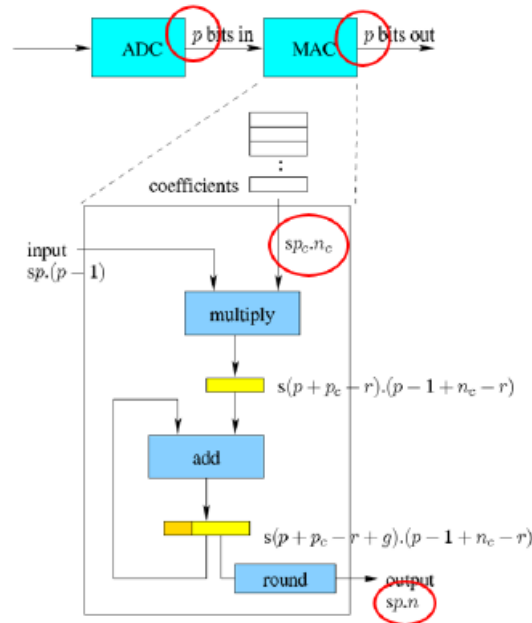 ADC
p bits in
MAC
p bits out
coefficients
input
sp.(p − 1)
sp_c.n_c
multiply
s(p + p_c − r).(p − 1 + n_c − r)
add
s(p + p_c − r + g).(p − 1 + n_c − r)
round
output
sp.n